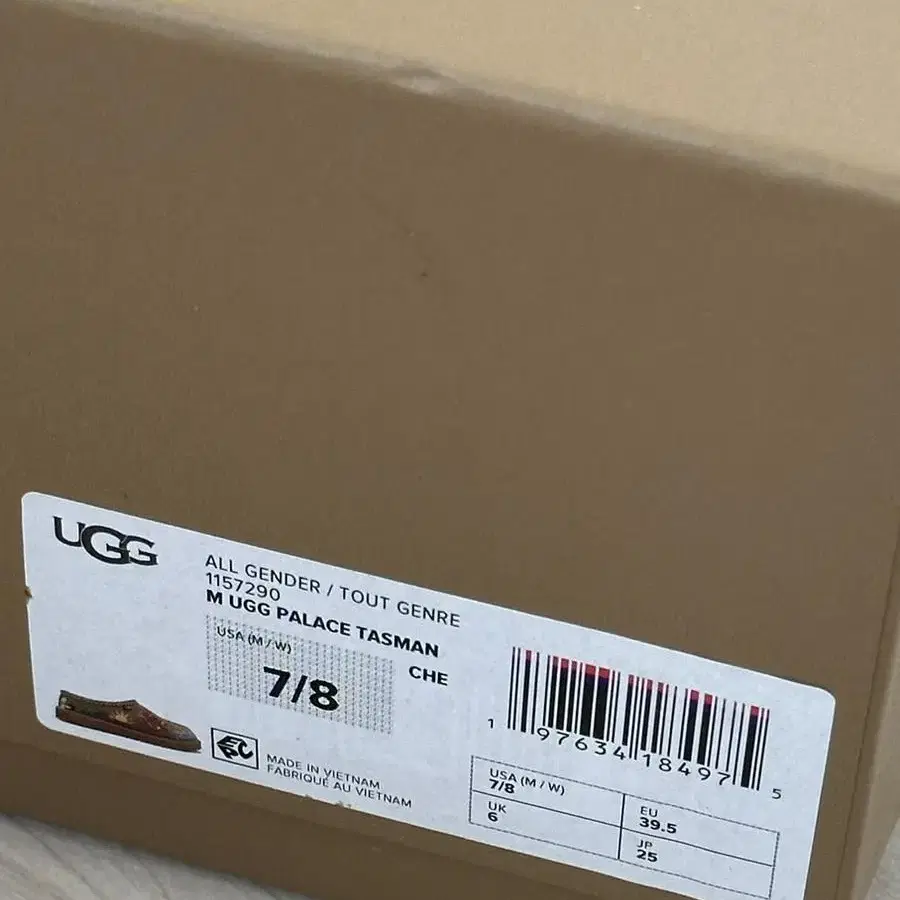 UGG
ALL GENDER / TOUT GENRE
1157290
M UGG PALACE TASMAN
USA (M / W)
7/8
CHE
MADE IN VIETNAM
FABRIQUÉ AU VIETNAM
1 97634 18497 5
USA (M / W)
7/8
EU
39.5
UK
6
JP
25